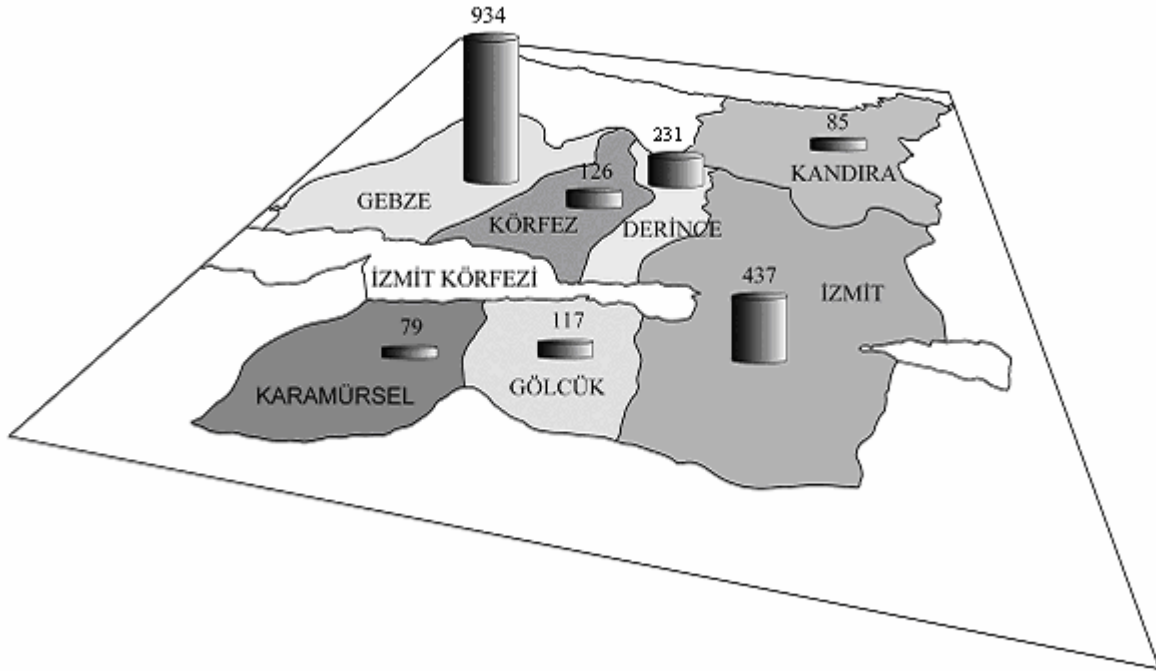 934
85
231
KANDIRA
126
GEBZE
KÖRFEZ
DERİNCE
İZMİT KÖRFEZİ
437
İZMİT
79
117
KARAMÜRSEL
GÖLCÜK